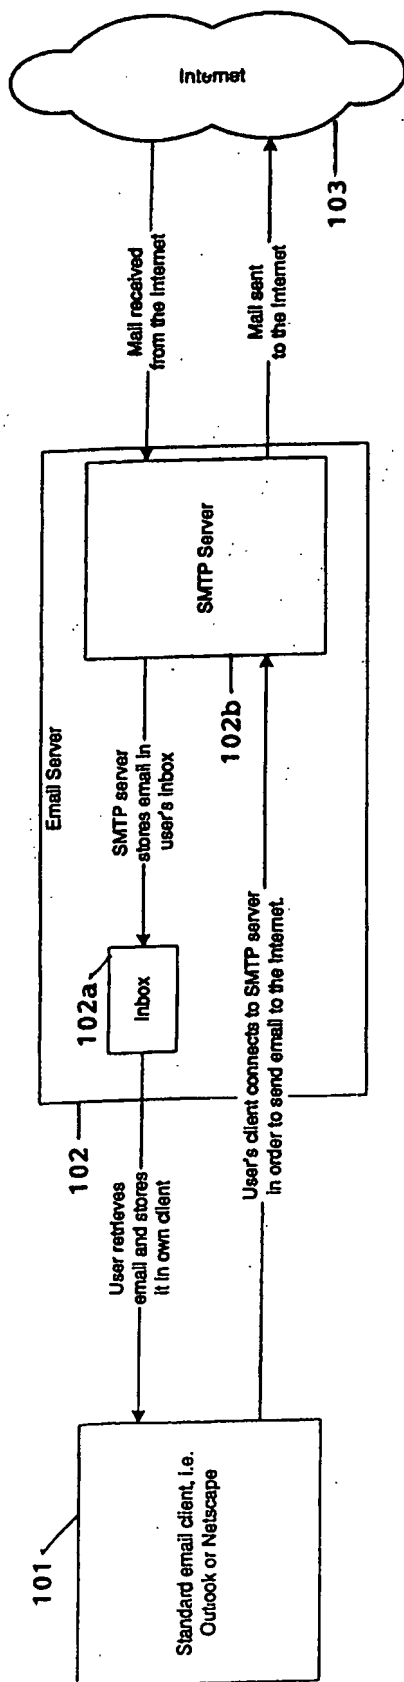 101
Standard email client, i.e.
Outlook or Netscape
User retrieves
email and stores
it in own client
User's client connects to SMTP server
in order to send email to the Internet.
102
Email Server
102a
Inbox
SMTP server
stores email in
user's inbox
102b
SMTP Server
Mail received
from the Internet
Mail sent
to the Internet
103
Internet